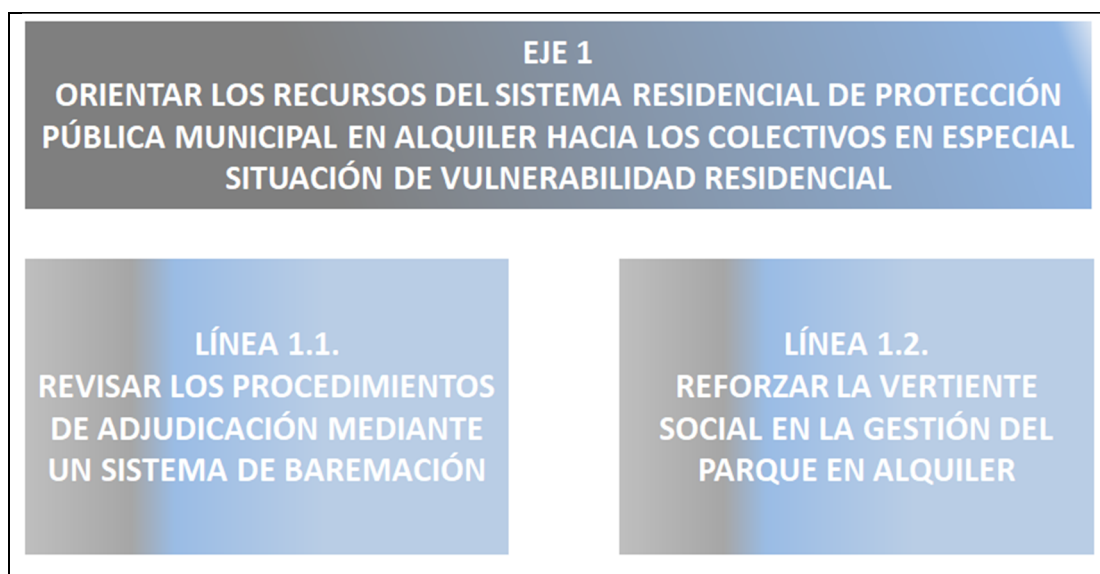 EJE 1
ORIENTAR LOS RECURSOS DEL SISTEMA RESIDENCIAL DE PROTECCIÓN
PÚBLICA MUNICIPAL EN ALQUILER HACIA LOS COLECTIVOS EN ESPECIAL
SITUACIÓN DE VULNERABILIDAD RESIDENCIAL
LÍNEA 1.1.
REVISAR LOS PROCEDIMIENTOS
DE ADJUDICACIÓN MEDIANTE
UN SISTEMA DE BAREMACIÓN
LÍNEA 1.2.
REFORZAR LA VERTIENTE
SOCIAL EN LA GESTIÓN DEL
PARQUE EN ALQUILER